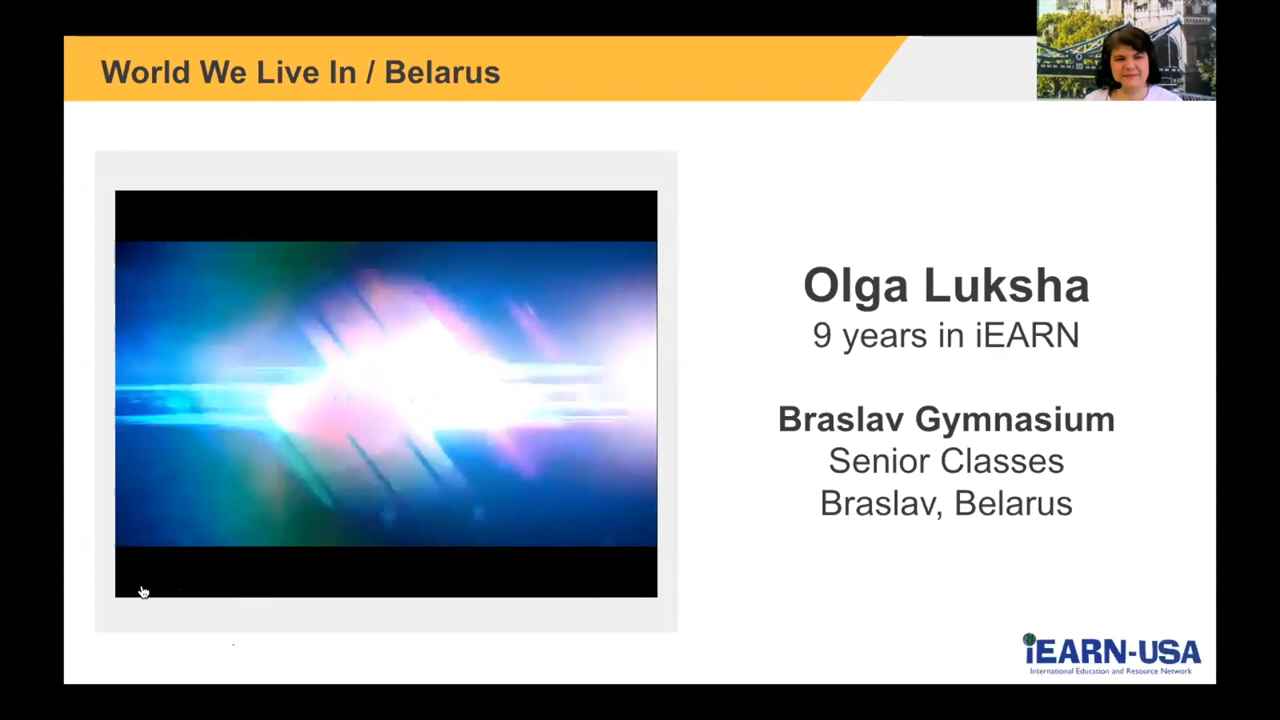 World We Live In / Belarus
Olga Luksha
9 years in iEARN
Braslav Gymnasium
Senior Classes
Braslav, Belarus
iEARN-USA
International Education and Resource Network